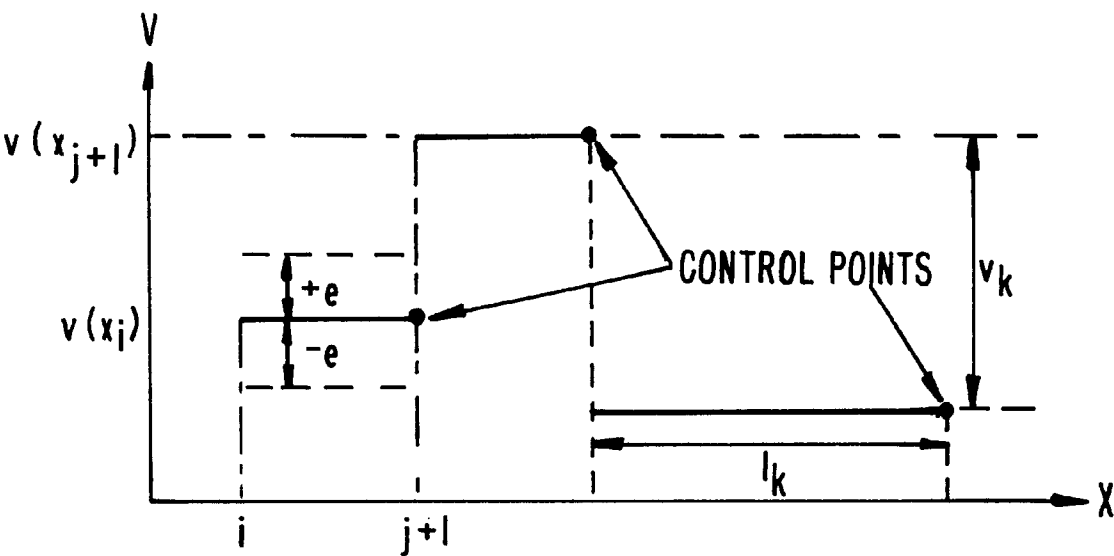 V
v(x_{j+1})
+e
CONTROL POINTS
v_k
v(x_i)
-e
l_k
i
j+1
X